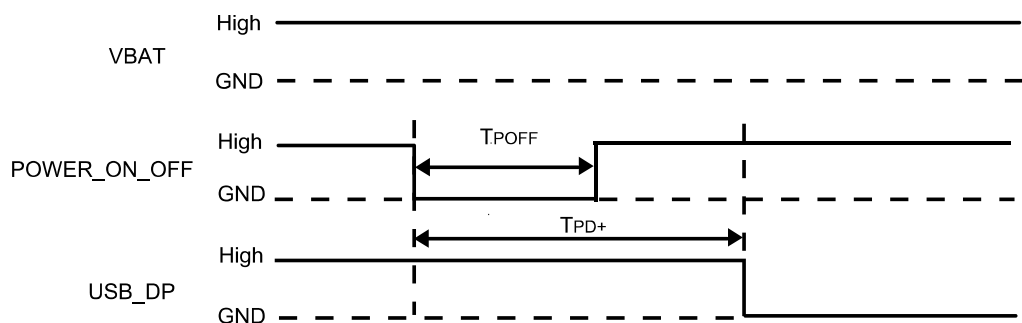 High
VBAT
GND
High
TPOFF
POWER_ON_OFF
GND
TPD+
High
USB_DP
GND